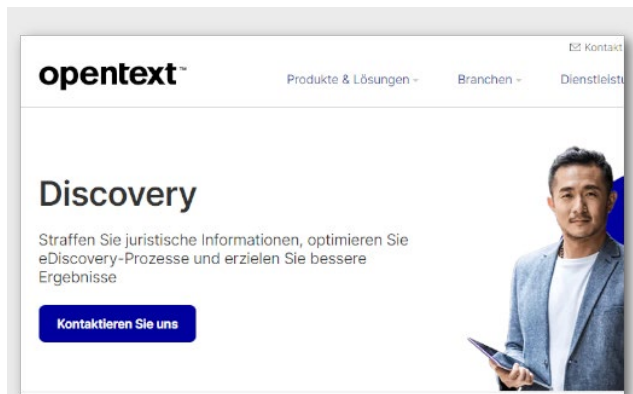 Kontakt
opentext™
Produkte & Lösungen
Branchen
Discovery
Straffen Sie juristische Informationen, optimieren Sie
eDiscovery-Prozesse und erzielen Sie bessere
Ergebnisse
Kontaktieren Sie uns